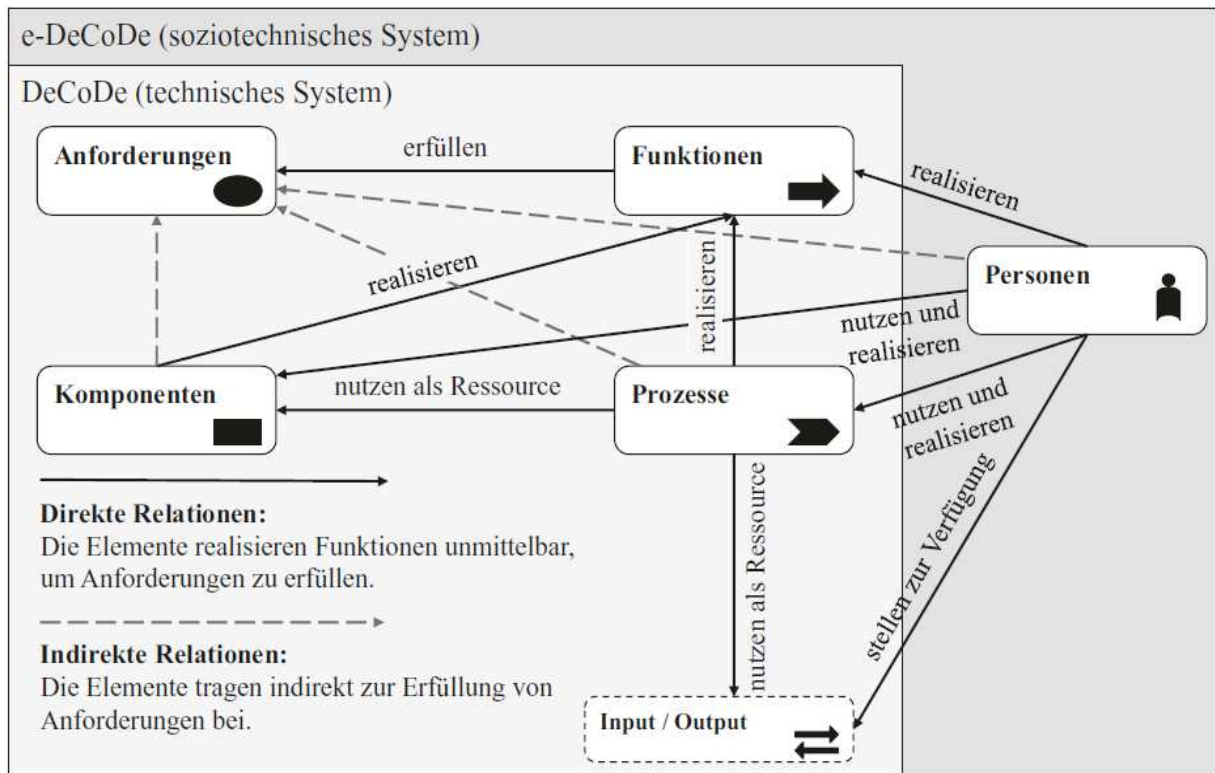 e-DeCoDe (soziotechnisches System)
DeCoDe (technisches System)
Anforderungen
erfüllen
Funktionen
realisieren
Personen
realisieren
realisieren
nutzen und
realisieren
Komponenten
nutzen als Ressource
Prozesse
nutzen und
realisieren
Direkte Relationen:
Die Elemente realisieren Funktionen unmittelbar,
um Anforderungen zu erfüllen.
nutzen als Ressource
stellen zur Verfügung
Indirekte Relationen:
Die Elemente tragen indirekt zur Erfüllung von
Anforderungen bei.
Input / Output